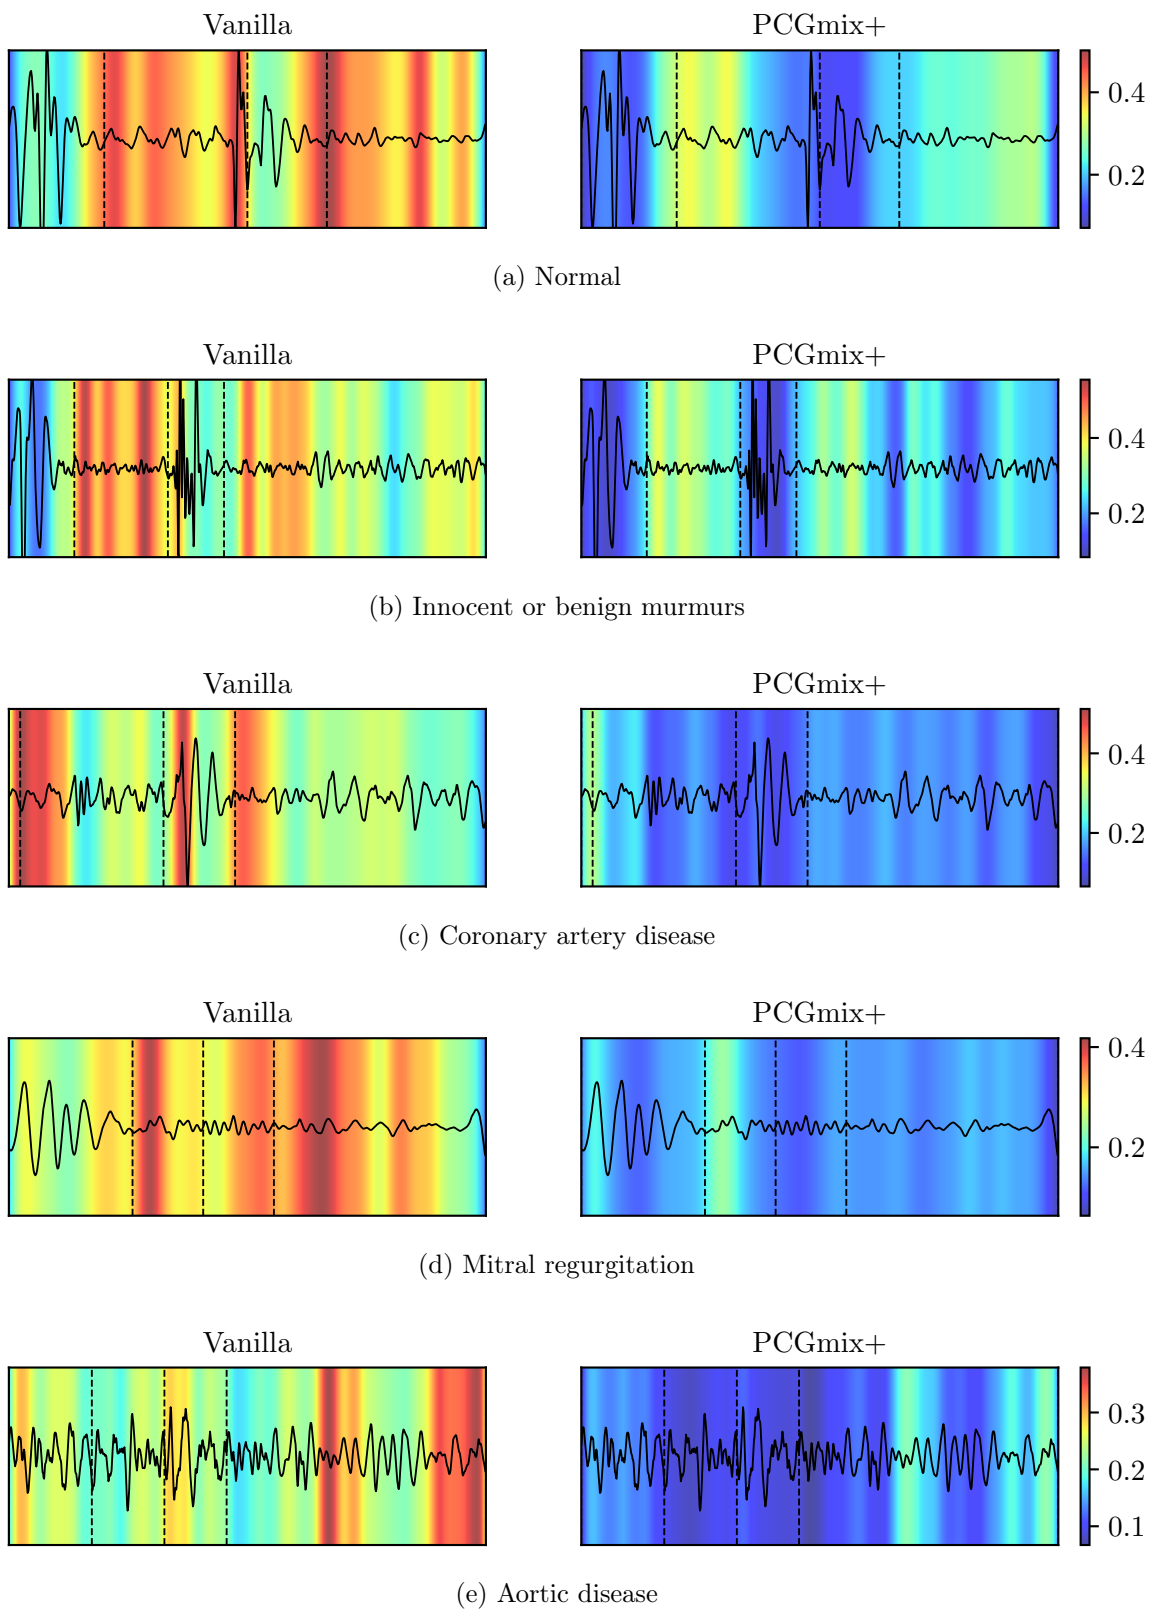 Vanilla PCGmix+
0.4
0.2
(a) Normal
Vanilla PCGmix+
0.4
0.2
(b) Innocent or benign murmurs
Vanilla PCGmix+
0.4
0.2
(c) Coronary artery disease
Vanilla PCGmix+
0.4
0.2
(d) Mitral regurgitation
Vanilla PCGmix+
0.3
0.2
0.1
(e) Aortic disease